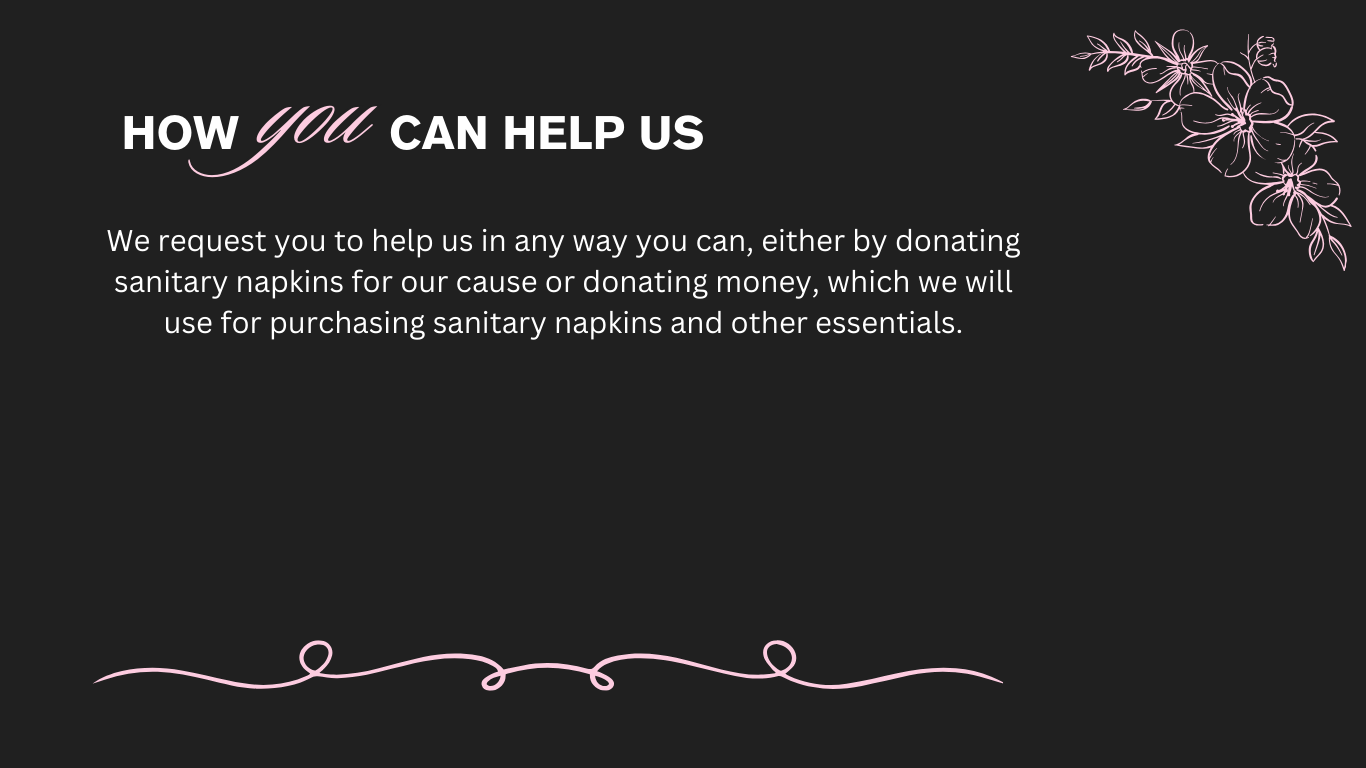 HOW you CAN HELP US
We request you to help us in any way you can, either by donating
sanitary napkins for our cause or donating money, which we will
use for purchasing sanitary napkins and other essentials.